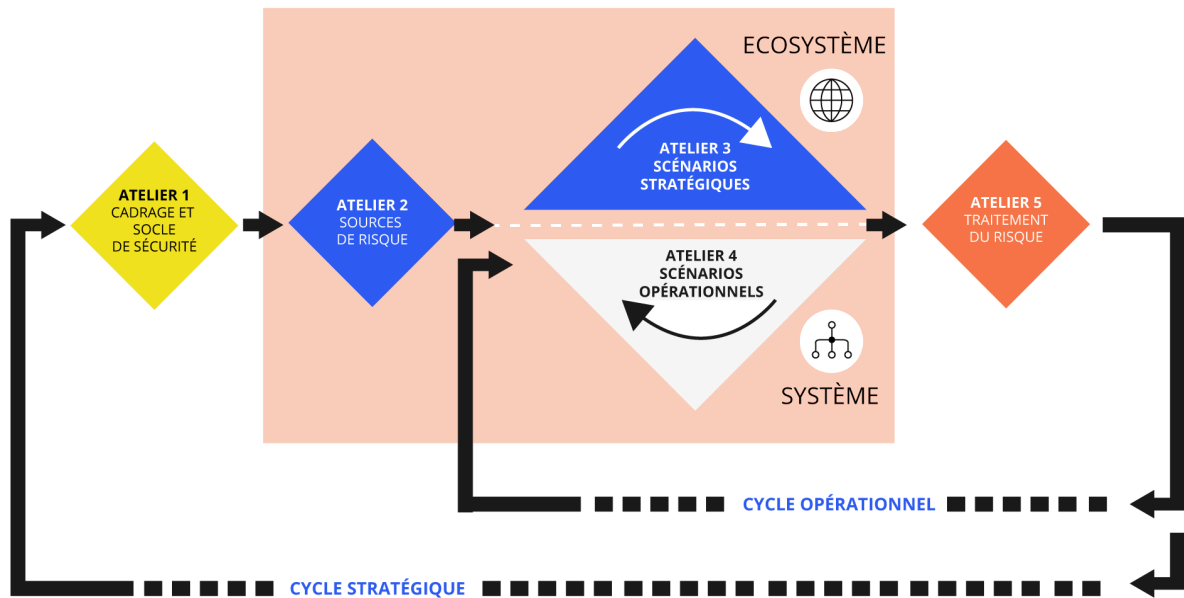 ECOSYSTÈME
ATELIER 1
CADRAGE ET
SOCLE
DE SÉCURITÉ
ATELIER 2
SOURCES
DE RISQUE
ATELIER 3
SCÉNARIOS
STRATÉGIQUES
ATELIER 4
SCÉNARIOS
OPÉRATIONNELS
SYSTÈME
ATELIER 5
TRAITEMENT
DU RISQUE
CYCLE OPÉRATIONNEL
CYCLE STRATÉGIQUE